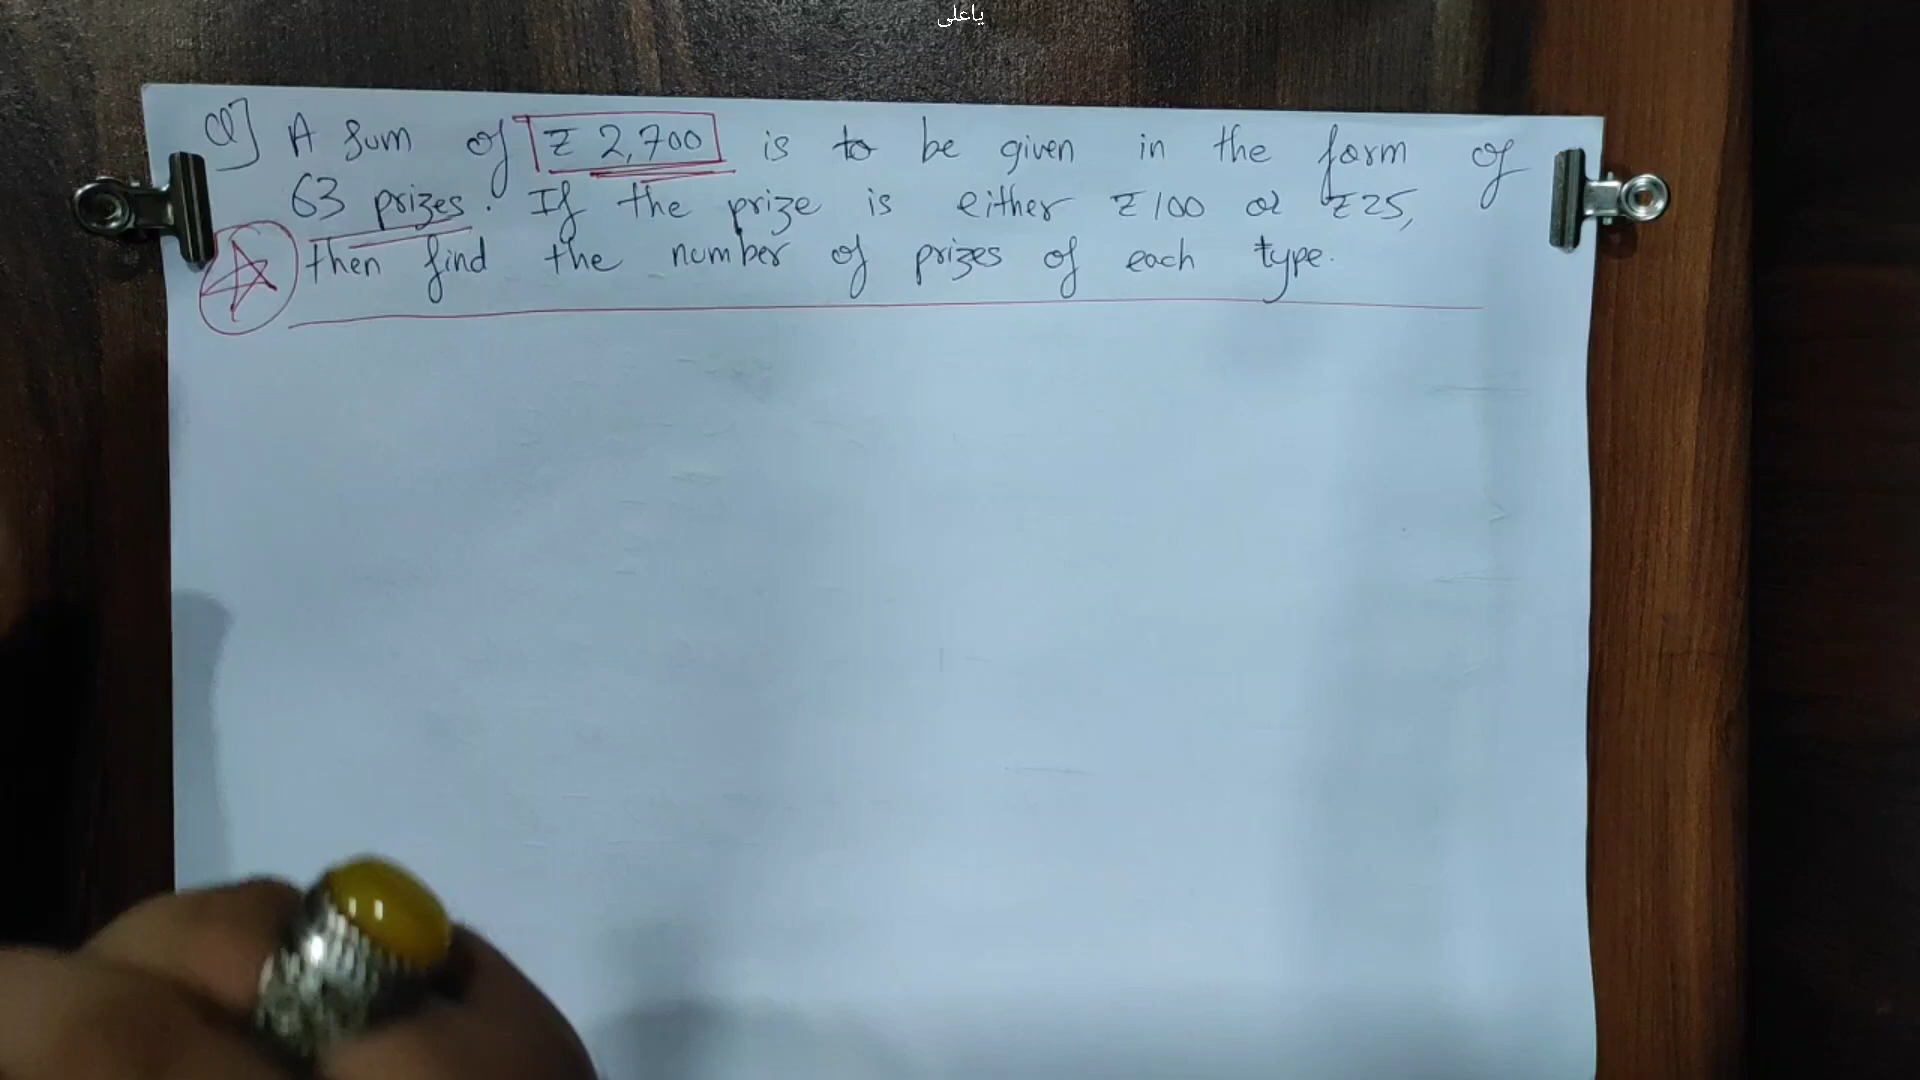 ياعلى
Q] A sum of ₹ 2,700 is to be given in the form of
63 prizes. If the prize is either ₹100 or ₹25,
then find the number of prizes of each type.